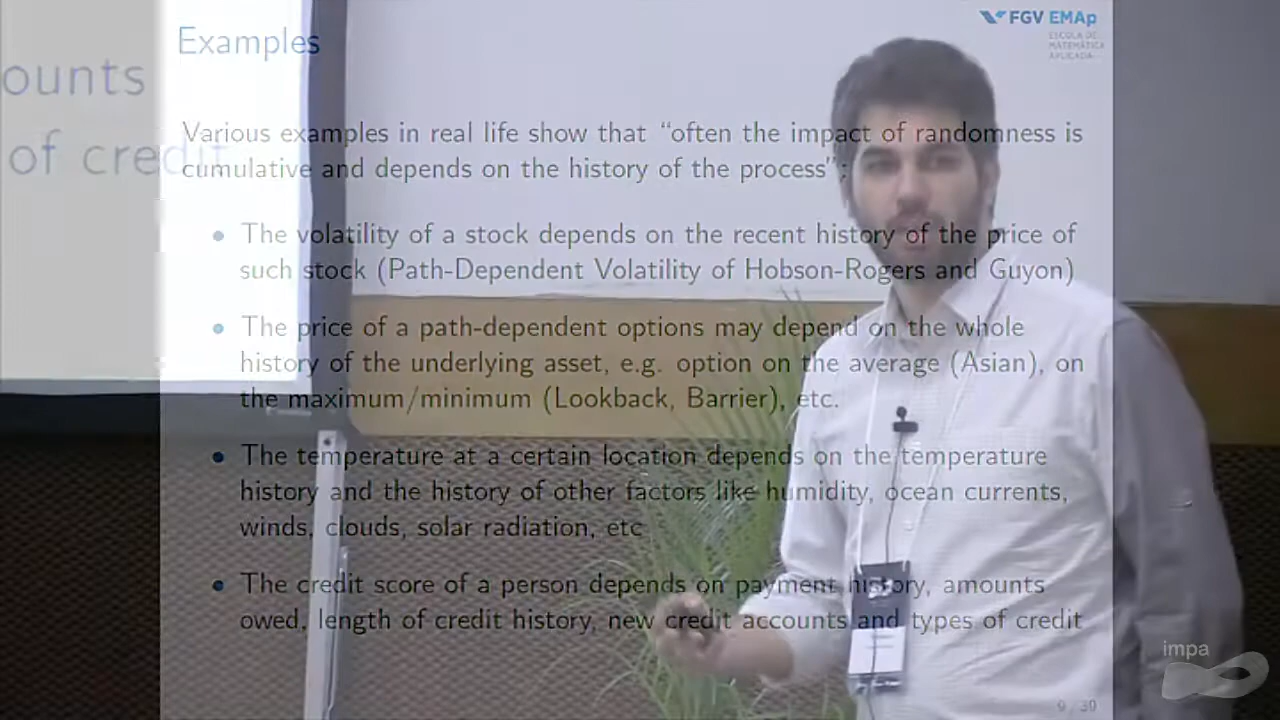 FGV EMAp
ESCOLA DE
MATEMÁTICA
APLICADA
Examples
ounts
of credit
Various examples in real life show that “often the impact of randomness is
cumulative and depends on the history of the process”:
• The volatility of a stock depends on the recent history of the price of
such stock (Path-Dependent Volatility of Hobson-Rogers and Guyon)
• The price of a path-dependent options may depend on the whole
history of the underlying asset, e.g. option on the average (Asian), on
the maximum/minimum (Lookback, Barrier), etc.
• The temperature at a certain location depends on the temperature
history and the history of other factors like humidity, ocean currents,
winds, clouds, solar radiation, etc
• The credit score of a person depends on payment history, amounts
owed, length of credit history, new credit accounts and types of credit
impa
9 / 30